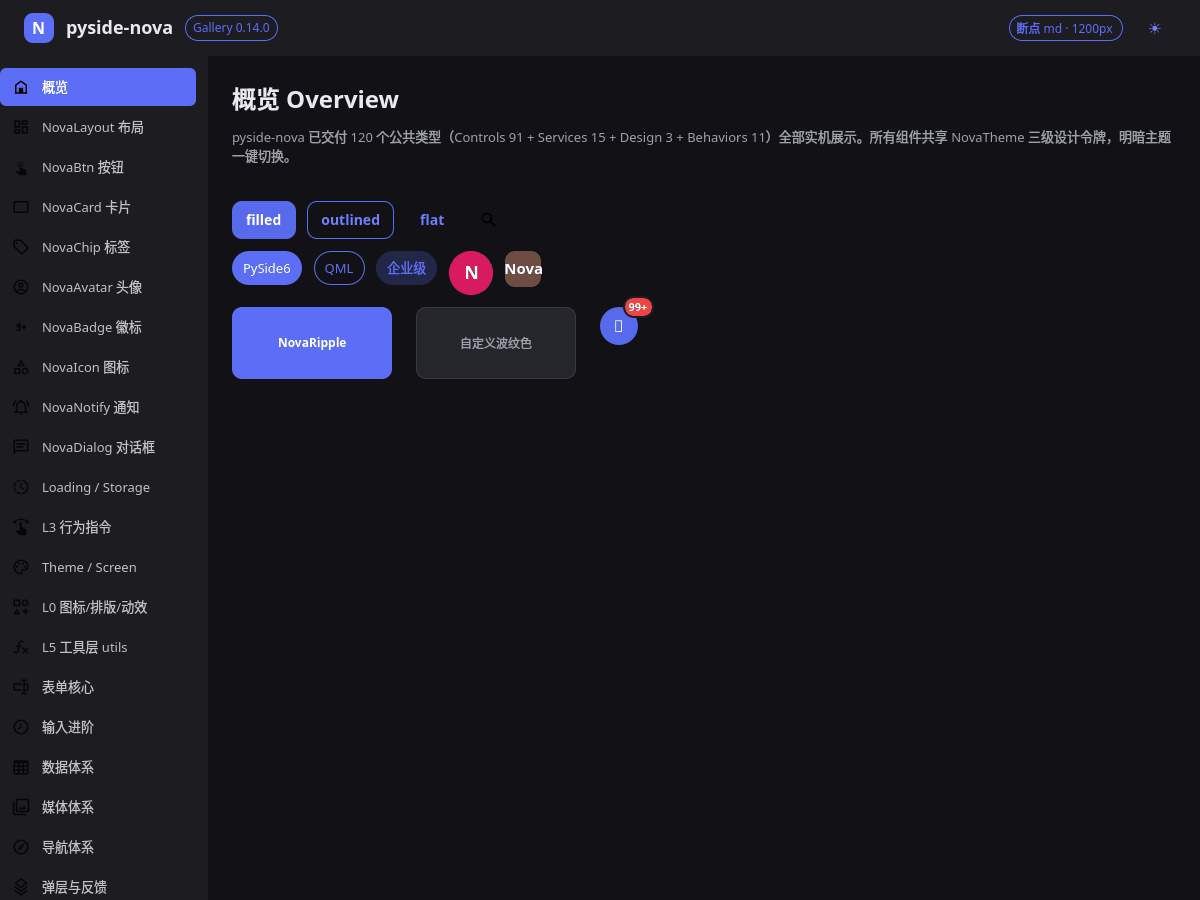 N pyside-nova Gallery 0.14.0 断点 md · 1200px
概览
NovaLayout 布局
NovaBtn 按钮
NovaCard 卡片
NovaChip 标签
NovaAvatar 头像
9+ NovaBadge 徽标
NovaIcon 图标
NovaNotify 通知
NovaDialog 对话框
Loading / Storage
L3 行为指令
Theme / Screen
L0 图标/排版/动效
L5 工具层 utils
表单核心
输入进阶
数据体系
媒体体系
导航体系
弹层与反馈
概览 Overview
pyside-nova 已交付 120 个公共类型（Controls 91 + Services 15 + Design 3 + Behaviors 11）全部实机展示。所有组件共享 NovaTheme 三级设计令牌，明暗主题
一键切换。
filled outlined flat
PySide6 QML 企业级 N Nova
NovaRipple 自定义波纹色 99+